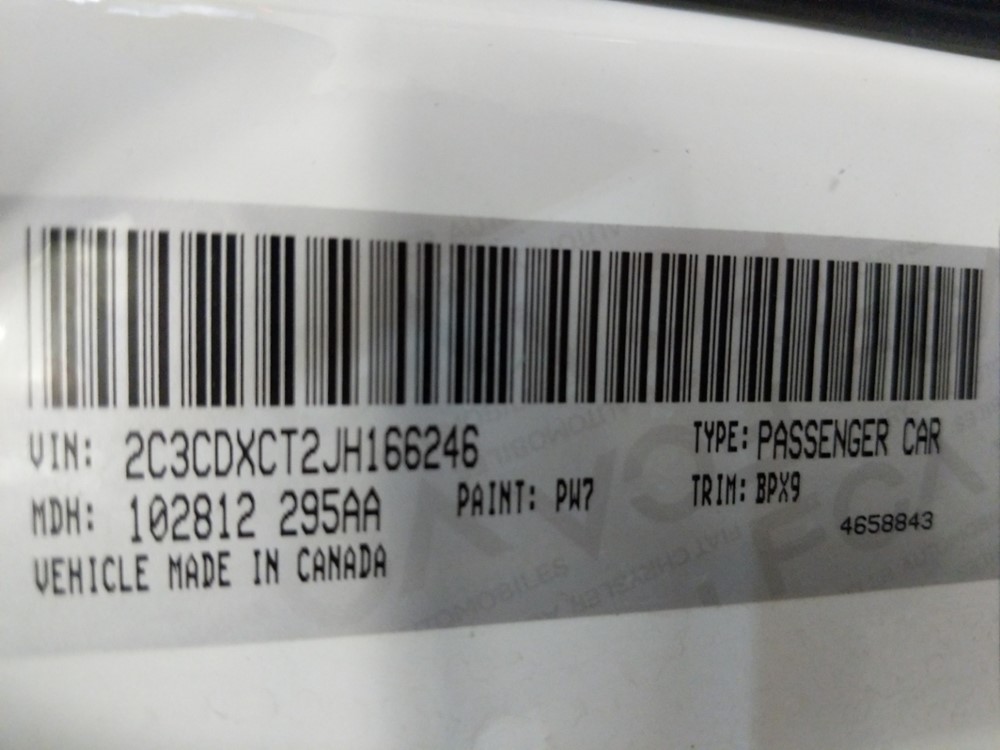 VIN: 2C3CDXCT2JH166246 TYPE: PASSENGER CAR
MDH: 102812 295AA PAINT: PW7 TRIM: BPX9
4658843
VEHICLE MADE IN CANADA